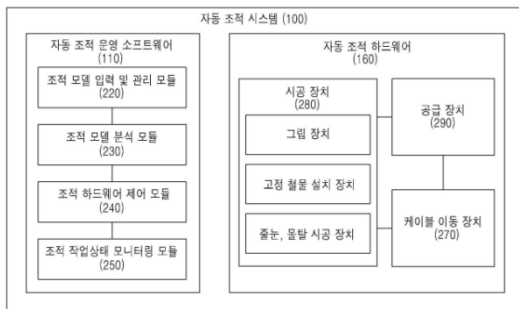 자동 조적 시스템 (100)
자동 조적 운영 소프트웨어
(110)
조적 모델 입력 및 관리 모듈
(220)
조적 모델 분석 모듈
(230)
조적 하드웨어 제어 모듈
(240)
조적 작업상태 모니터링 모듈
(250)
자동 조적 하드웨어
(160)
시공 장치
(280)
그립 장치
고정 철물 설치 장치
줄눈, 몰탈 시공 장치
공급 장치
(290)
케이블 이동 장치
(270)